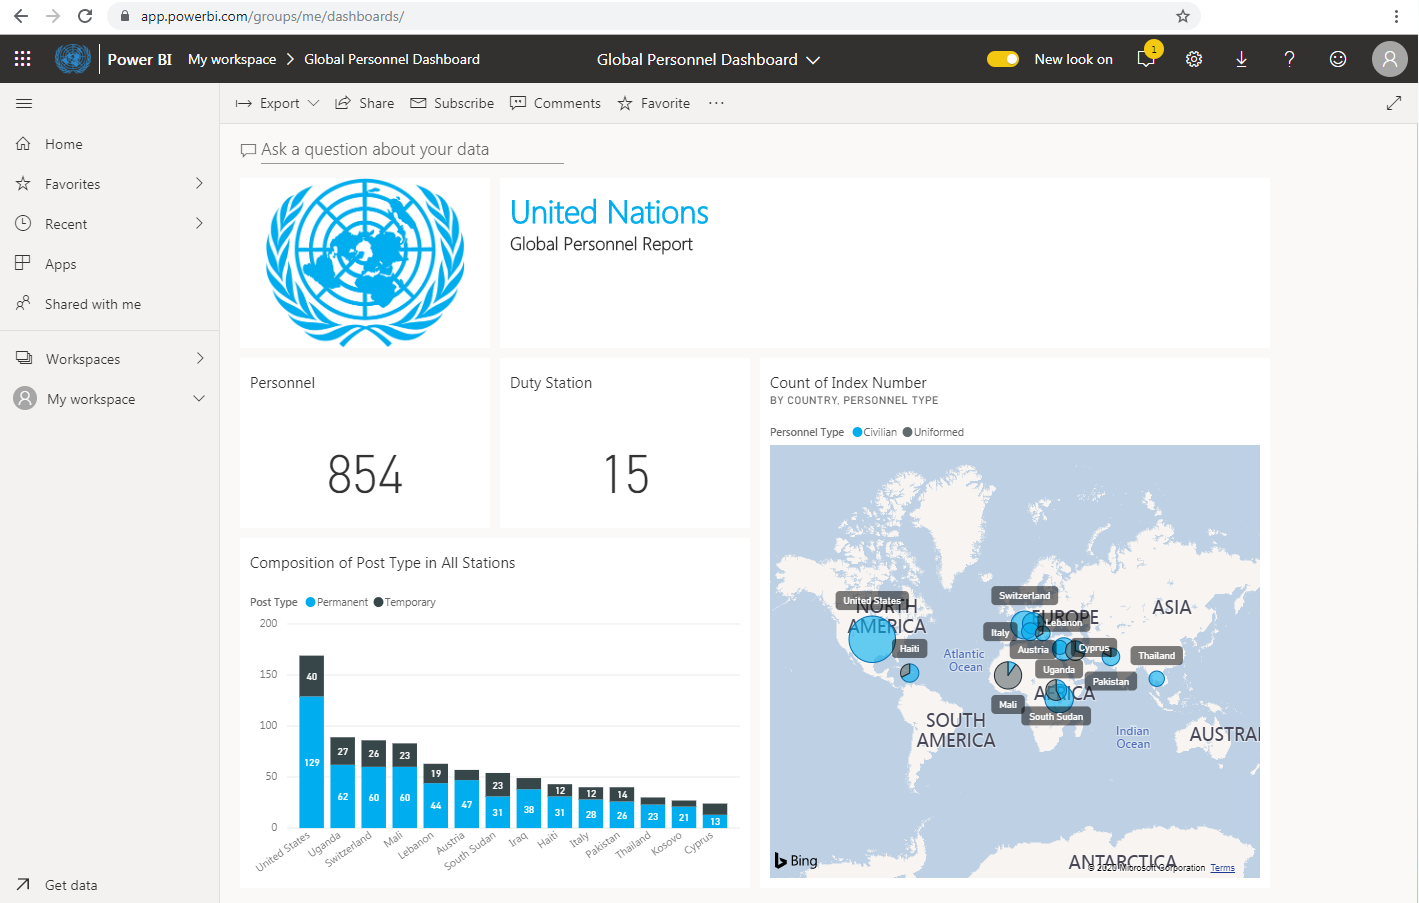 app.powerbi.com/groups/me/dashboards/
Power BI
My workspace
Global Personnel Dashboard
Global Personnel Dashboard
New look on
1
Export
Share
Subscribe
Comments
Favorite
Home
Favorites
Recent
Apps
Shared with me
Workspaces
My workspace
Get data
Ask a question about your data
United Nations
Global Personnel Report
Personnel
854
Duty Station
15
Composition of Post Type in All Stations
Post Type Permanent Temporary
200
150
100
50
0
40
129
27
62
26
60
23
60
19
44
47
23
31
38
12
31
12
28
14
26
23
21
13
United States
Uganda
Switzerland
Mali
Lebanon
Austria
South Sudan
Iraq
Haiti
Italy
Pakistan
Thailand
Kosovo
Cyprus
Count of Index Number
BY COUNTRY, PERSONNEL TYPE
Personnel Type Civilian Uniformed
United States
NORTH
AMERICA
Haiti
Atlantic
Ocean
Switzerland
EUROPE
Lebanon
Italy
Austria
Cyprus
ASIA
Thailand
Uganda
Pakistan
AFRICA
Mali
South Sudan
SOUTH
AMERICA
Indian
Ocean
AUSTRA
ANTARCTICA
Bing
© 2020 Microsoft Corporation Terms